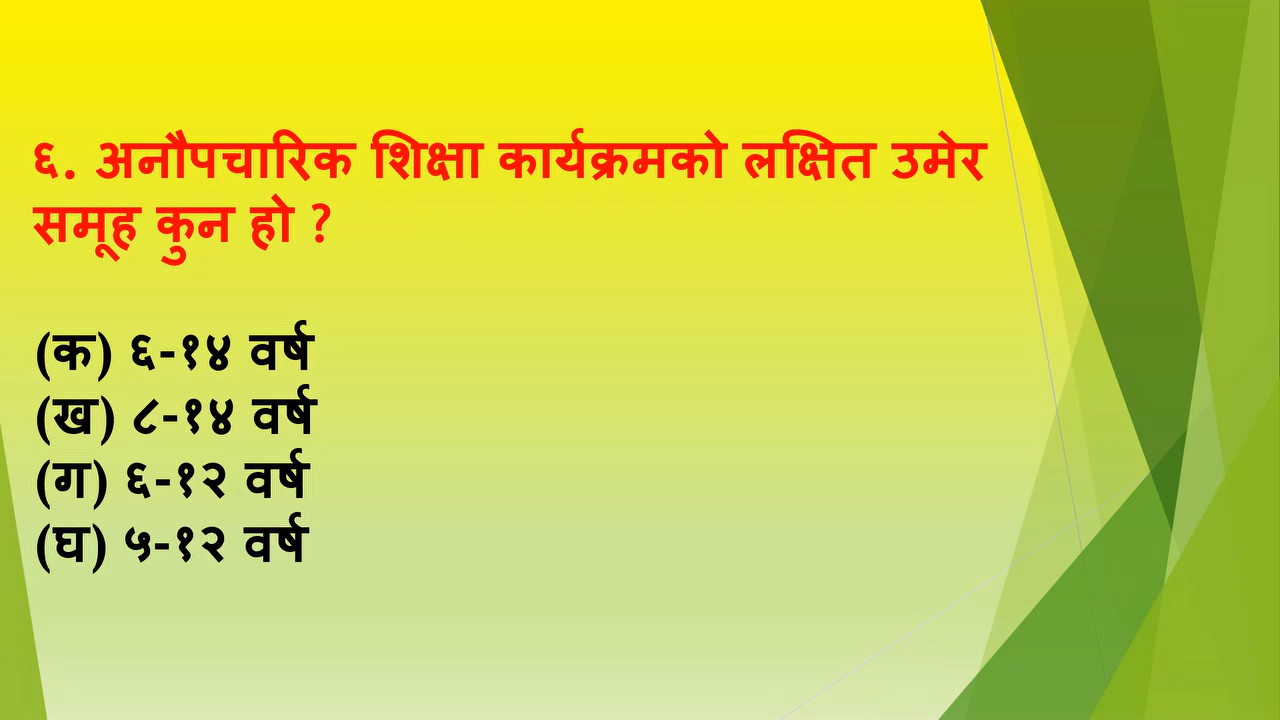 ६. अनौपचारिक शिक्षा कार्यक्रमको लक्षित उमेर
समूह कुन हो ?
(क) ६-१४ वर्ष
(ख) ८-१४ वर्ष
(ग) ६-१२ वर्ष
(घ) ५-१२ वर्ष